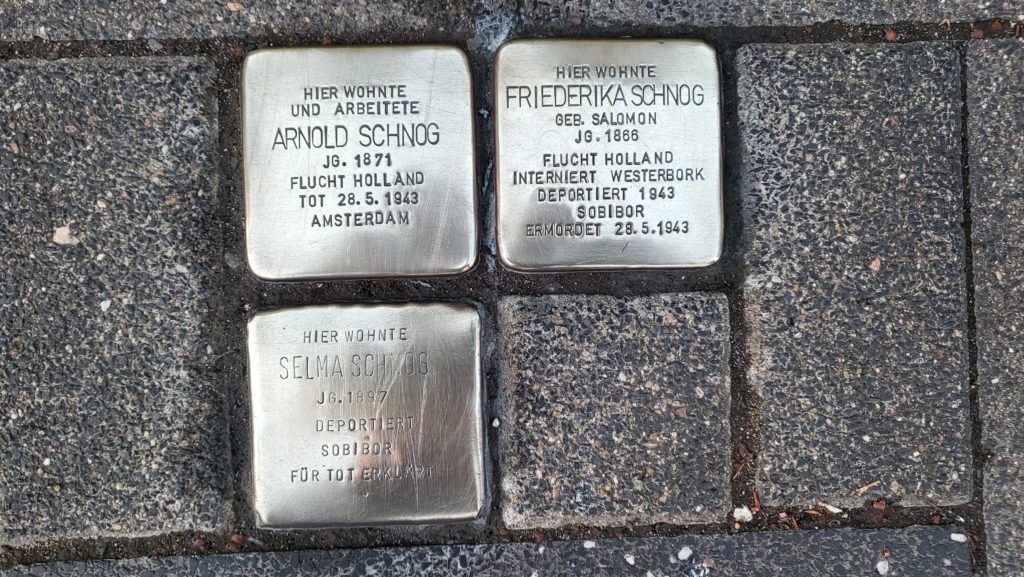 HIER WOHNTE
UND ARBEITETE
ARNOLD SCHNOG
JG. 1871
FLUCHT HOLLAND
TOT 28.5.1943
AMSTERDAM
HIER WOHNTE
FRIEDERIKA SCHNOG
GEB. SALOMON
JG. 1866
FLUCHT HOLLAND
INTERNIERT WESTERBORK
DEPORTIERT 1943
SOBIBOR
ERMORDET 28.5.1943
HIER WOHNTE
SELMA SCHNOG
JG. 1897
DEPORTIERT
SOBIBOR
FÜR TOT ERKLÄRT